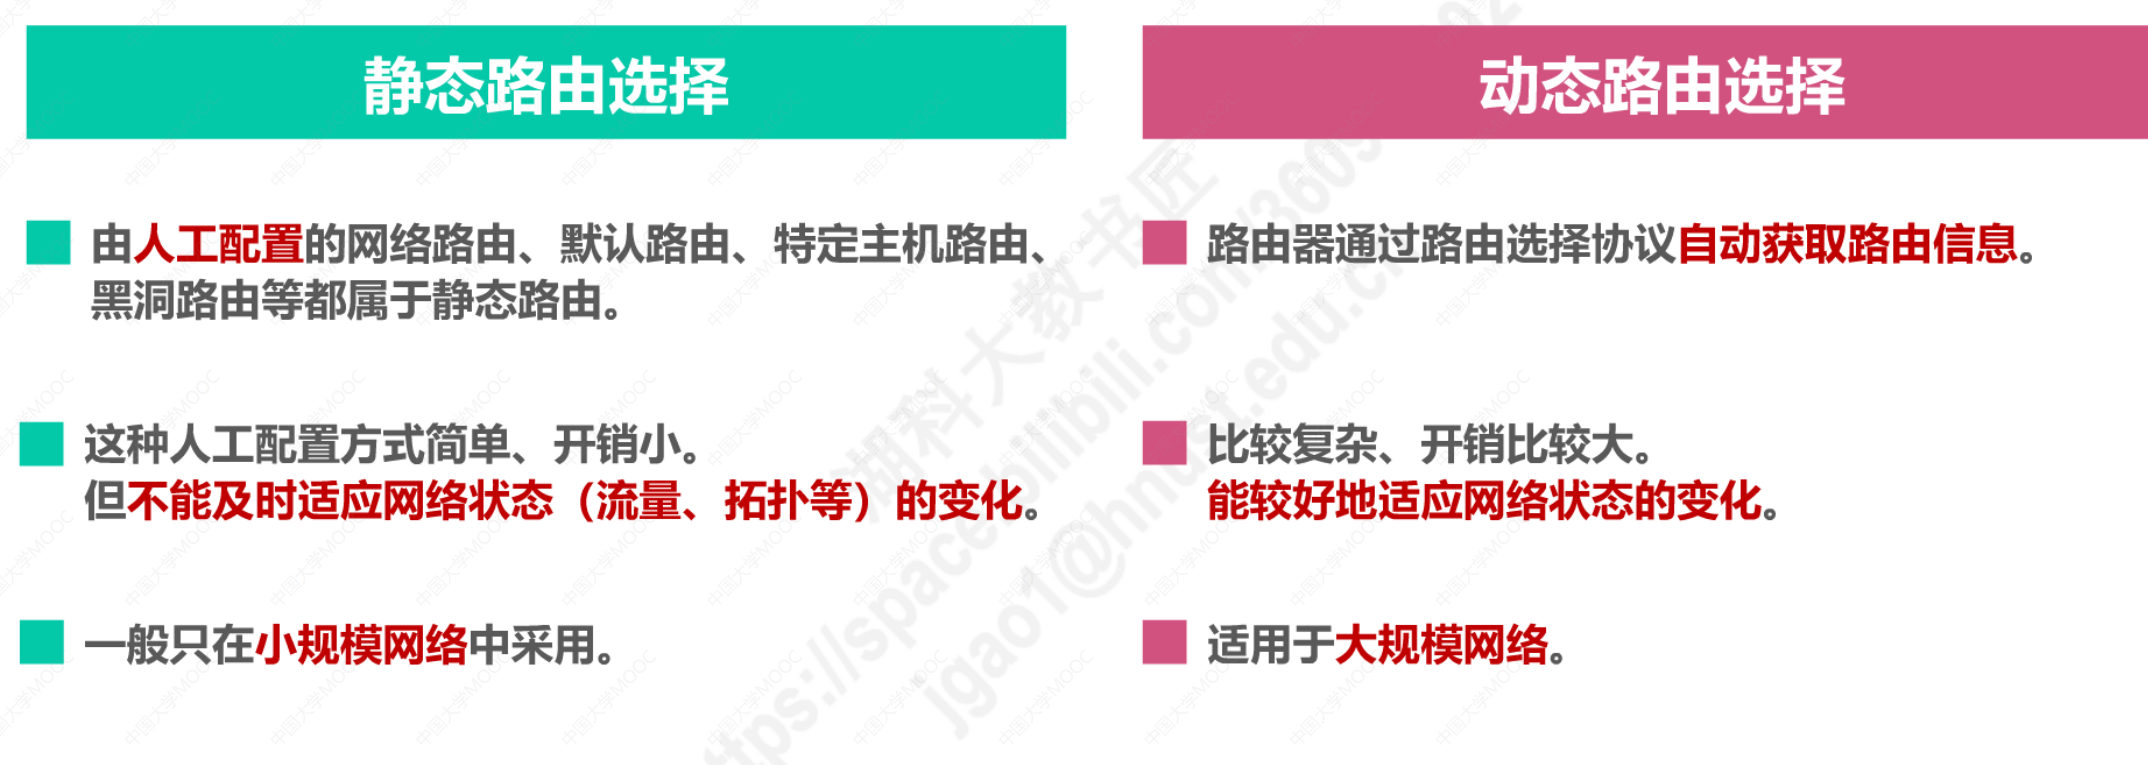 静态路由选择
由人工配置的网络路由、默认路由、特定主机路由、
黑洞路由等都属于静态路由。
这种人工配置方式简单、开销小。
但不能及时适应网络状态（流量、拓扑等）的变化。
一般只在小规模网络中采用。
动态路由选择
路由器通过路由选择协议自动获取路由信息。
比较复杂、开销比较大。
能较好地适应网络状态的变化。
适用于大规模网络。
中国大学MOOC
湖科大教书匠
jgao1@hnust.edu.cn